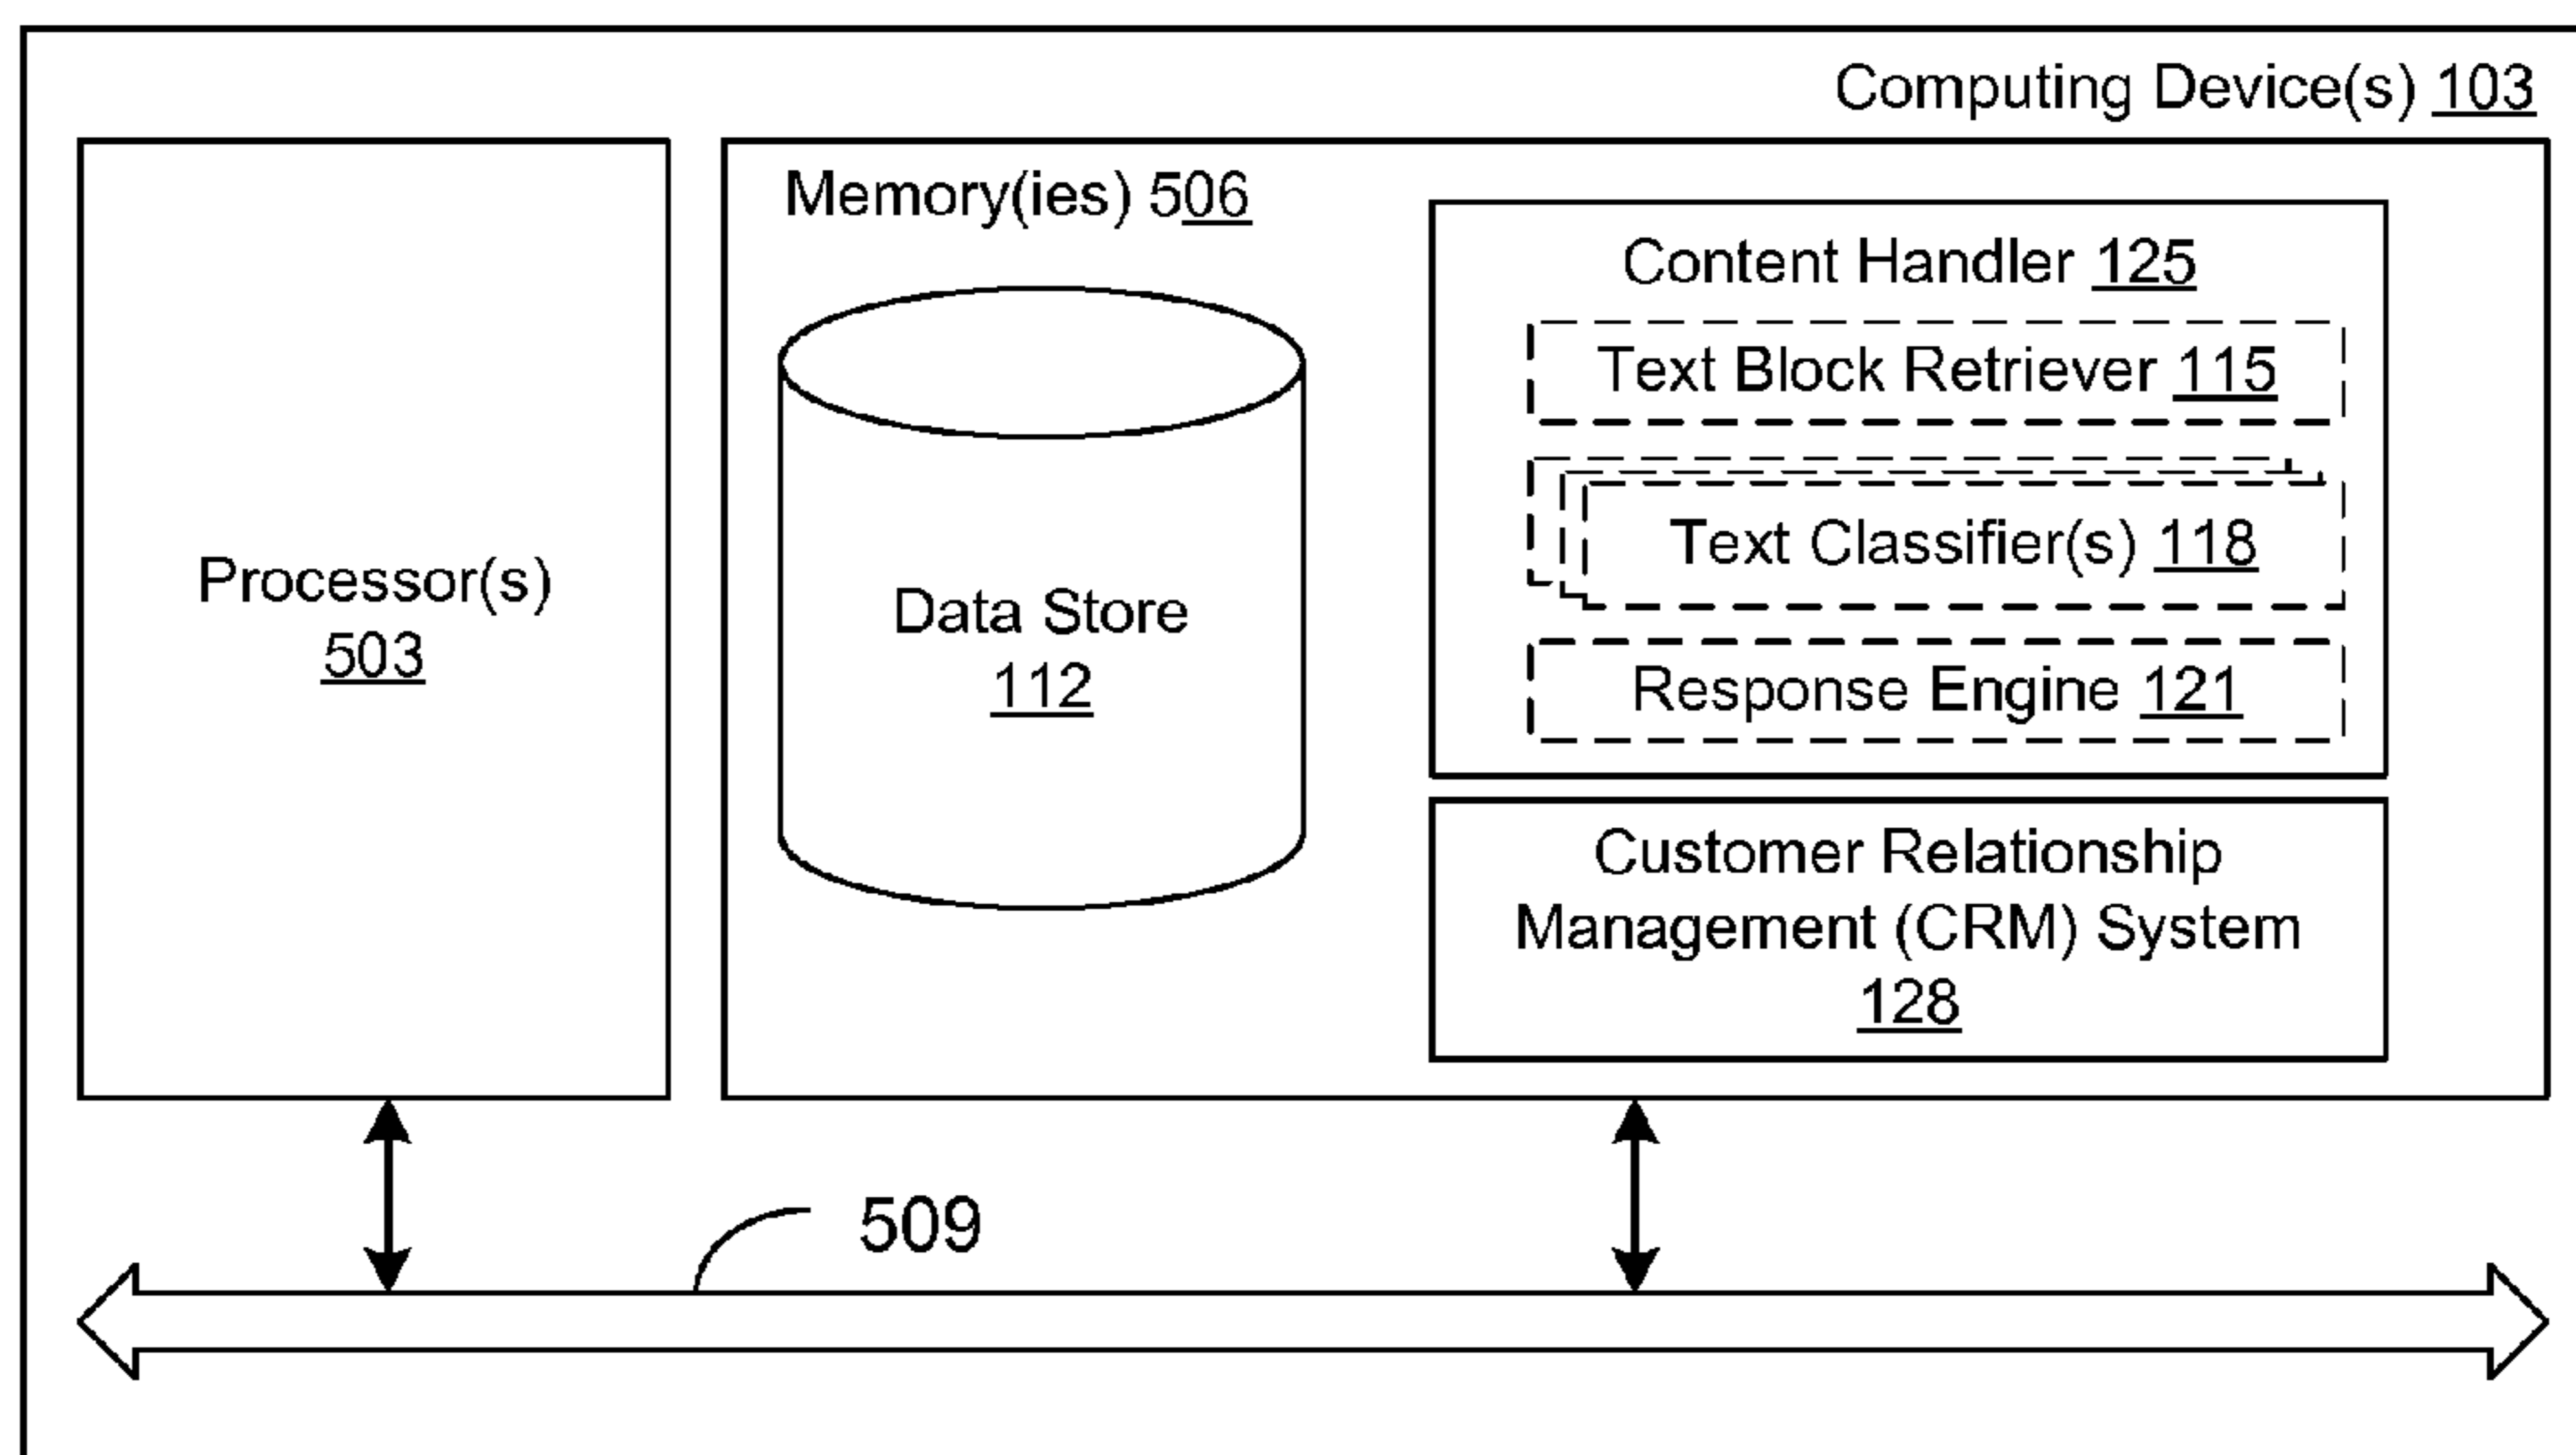 Computing Device(s) 103
Processor(s)
503
Memory(ies) 506
Data Store
112
Content Handler 125
Text Block Retriever 115
Text Classifier(s) 118
Response Engine 121
Customer Relationship
Management (CRM) System
128
509